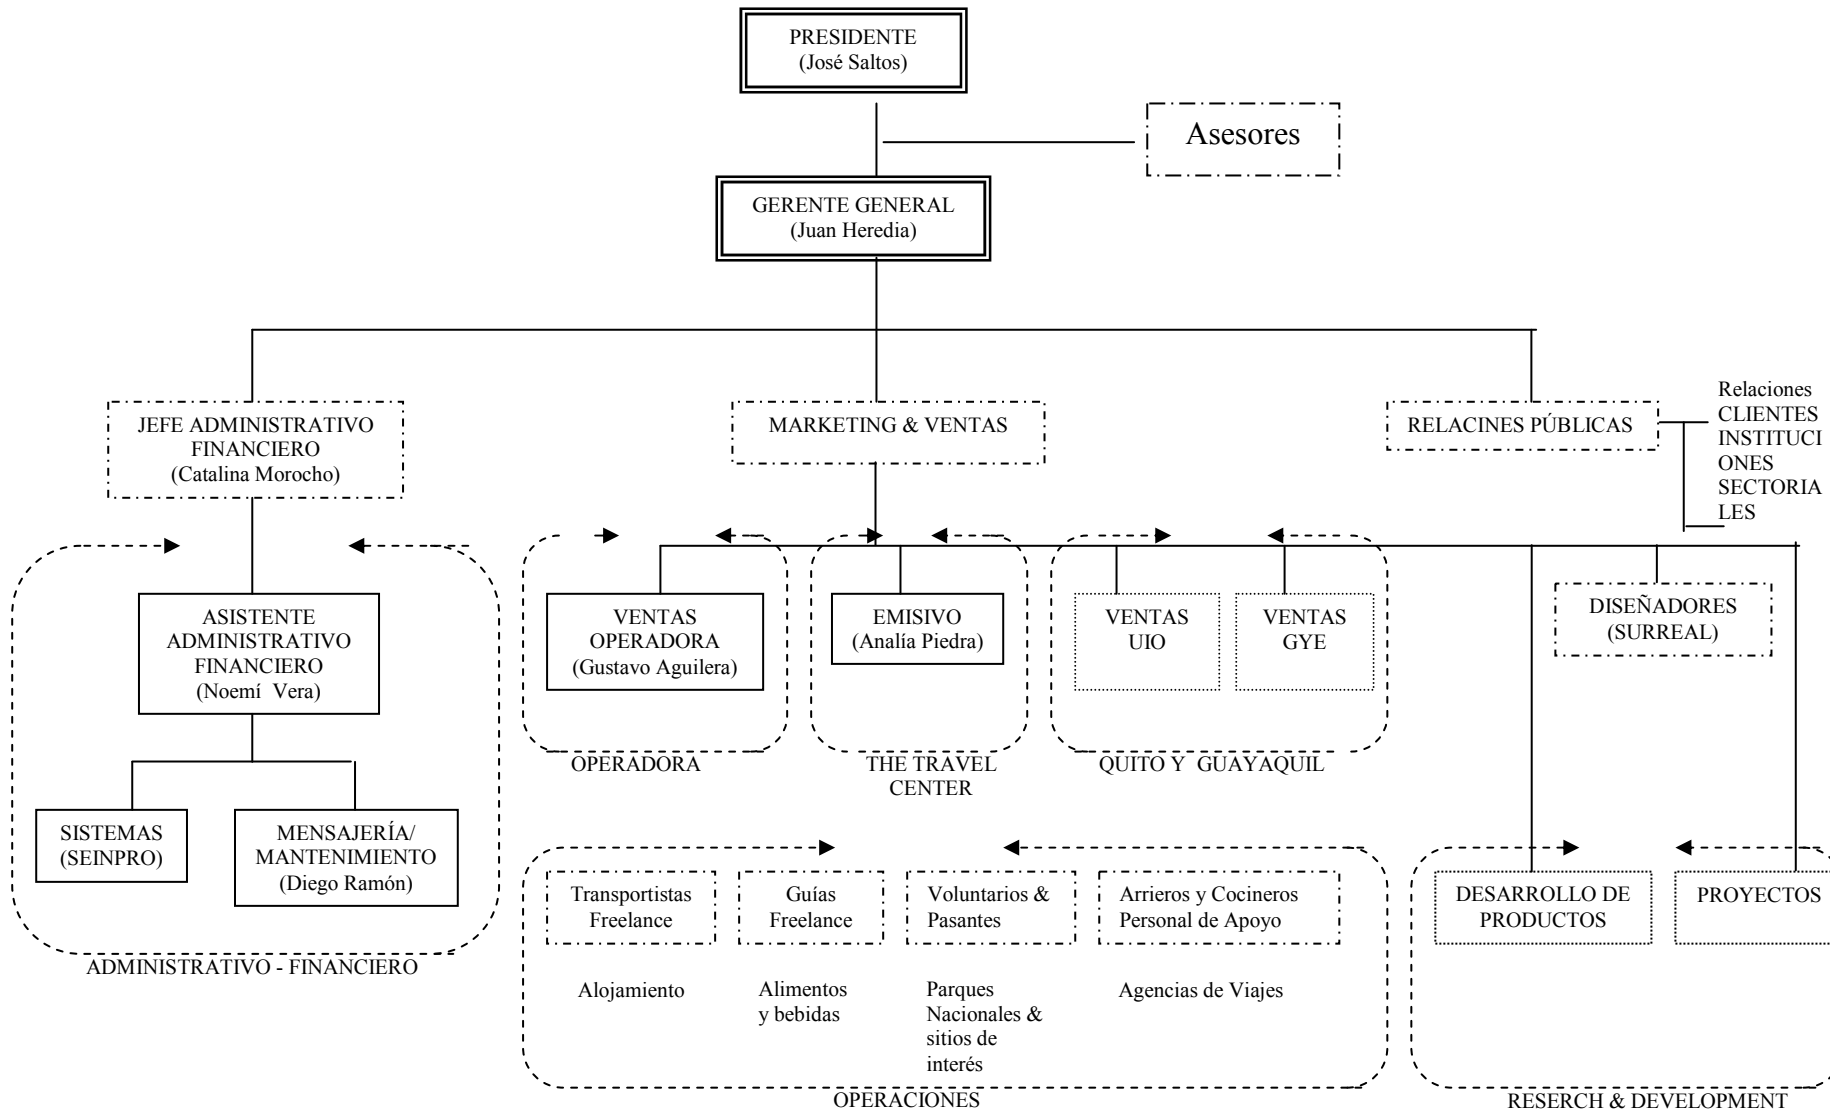 PRESIDENTE
(José Saltos)
Asesores
GERENTE GENERAL
(Juan Heredia)
JEFE ADMINISTRATIVO
FINANCIERO
(Catalina Morocho)
MARKETING & VENTAS
RELACINES PÚBLICAS
Relaciones
CLIENTES
INSTITUCI
ONES
SECTORIA
LES
ASISTENTE
ADMINISTRATIVO
FINANCIERO
(Noemí Vera)
VENTAS
OPERADORA
(Gustavo Aguilera)
EMISIVO
(Analía Piedra)
VENTAS
UIO
VENTAS
GYE
DISEÑADORES
(SURREAL)
OPERADORA
THE TRAVEL
CENTER
QUITO Y GUAYAQUIL
SISTEMAS
(SEINPRO)
MENSAJERÍA/
MANTENIMIENTO
(Diego Ramón)
ADMINISTRATIVO - FINANCIERO
Transportistas
Freelance
Guías
Freelance
Voluntarios &
Pasantes
Arrieros y Cocineros
Personal de Apoyo
DESARROLLO DE
PRODUCTOS
PROYECTOS
Alojamiento
Alimentos
y bebidas
Parques
Nacionales &
sitios de
interés
Agencias de Viajes
OPERACIONES
RESERCH & DEVELOPMENT